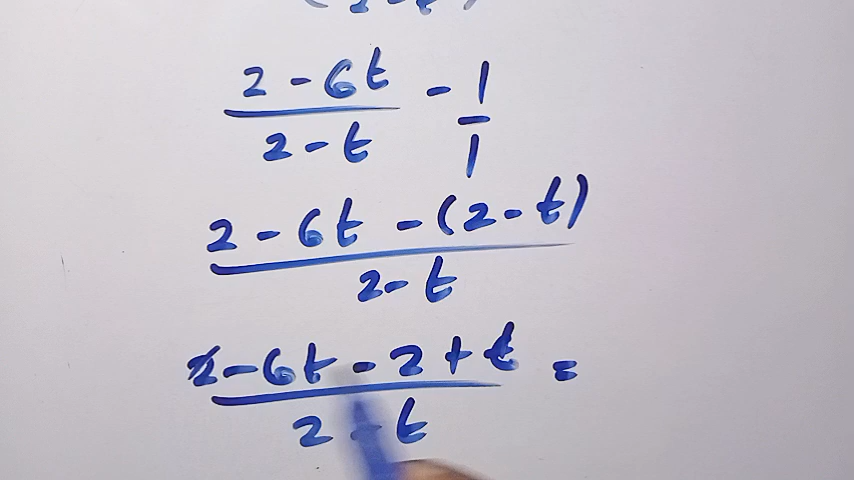 2 - 6t
2 - t
- 1
1
2 - 6t - (2 - t)
2 - t
2 - 6t - 2 + t =
2 - t